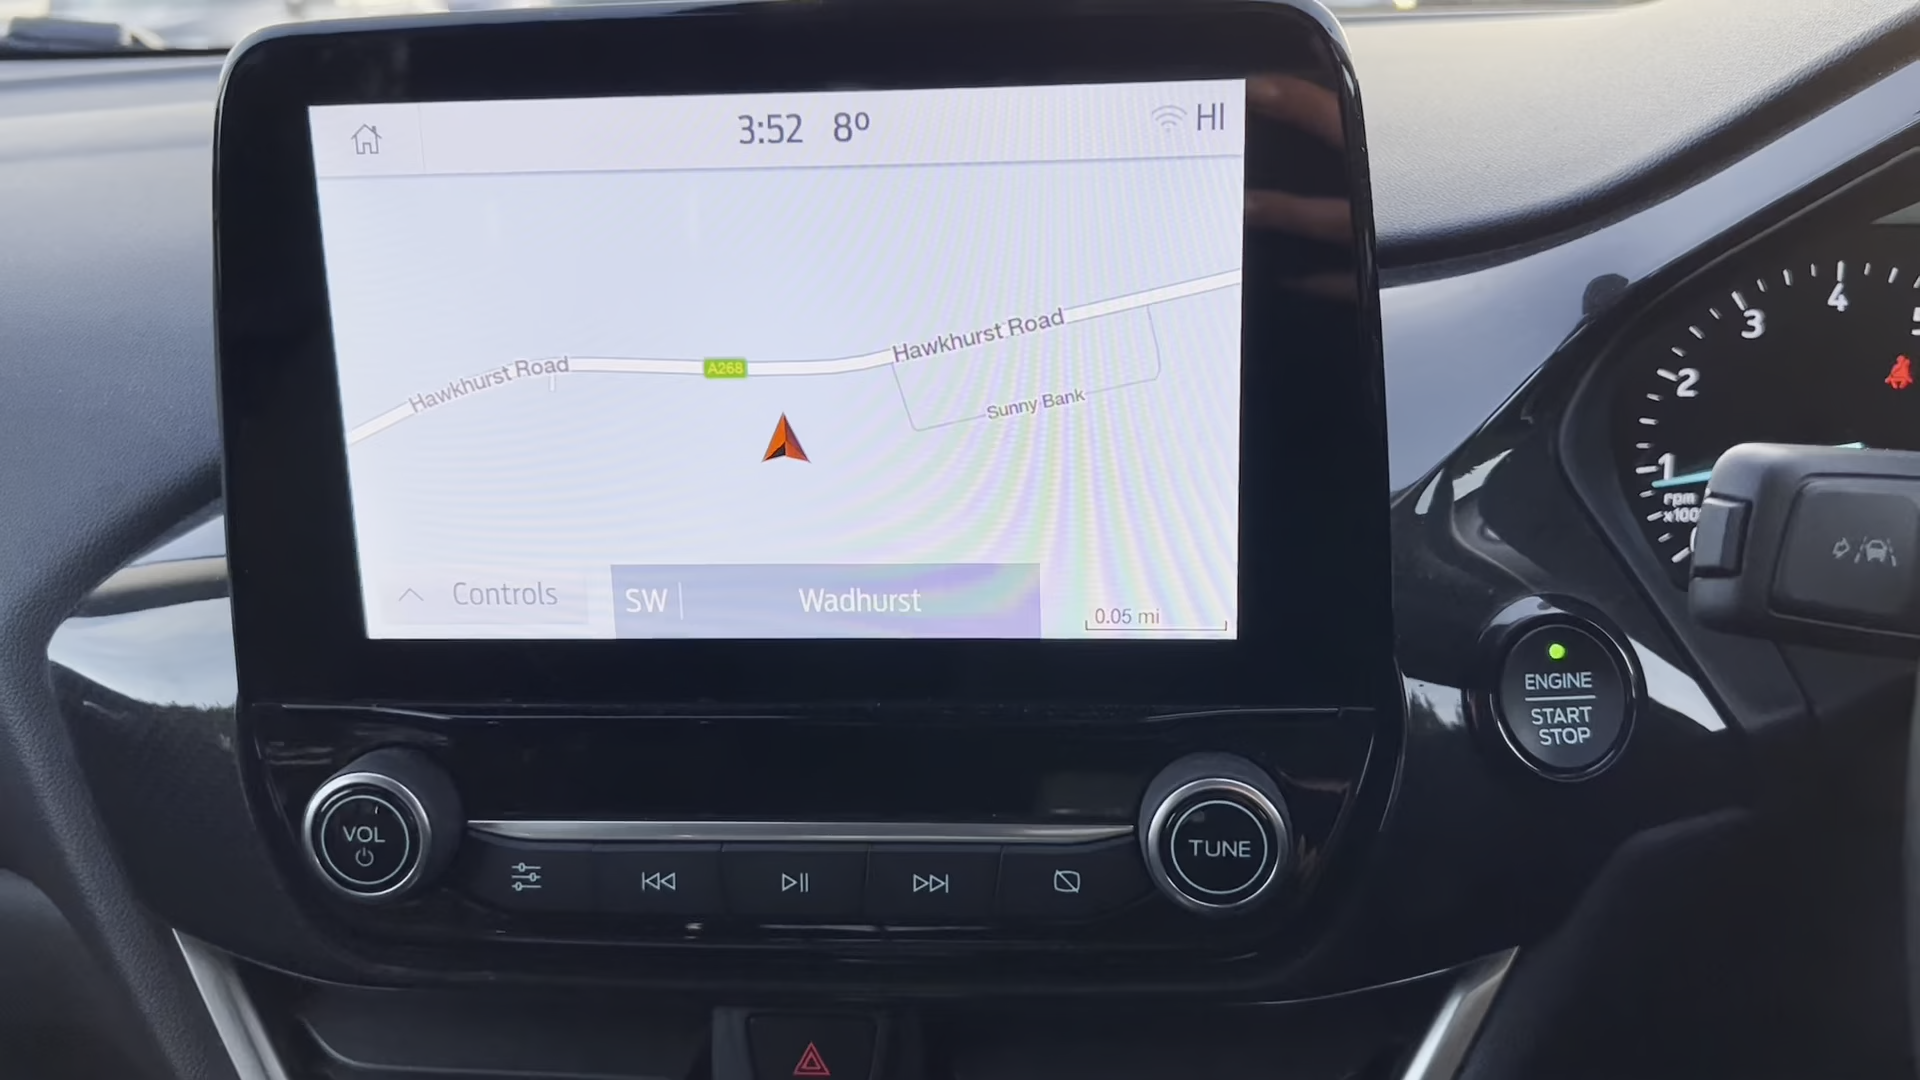 3:52 8º
HI
Hawkhurst Road
A268
Hawkhurst Road
Sunny Bank
Controls
SW
Wadhurst
0.05 mi
4
3
2
1
rpm
x100
ENGINE
START
STOP
VOL
TUNE